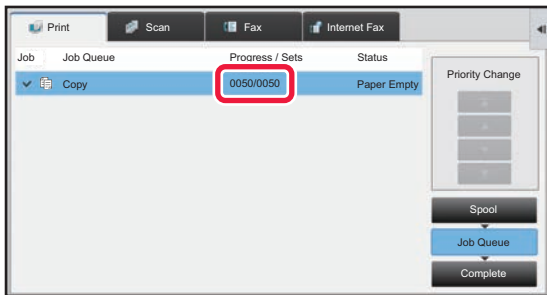 Print Scan Fax Internet Fax
Job Job Queue Progress / Sets Status
Copy 0050/0050 Paper Empty
Priority Change
Spool
Job Queue
Complete